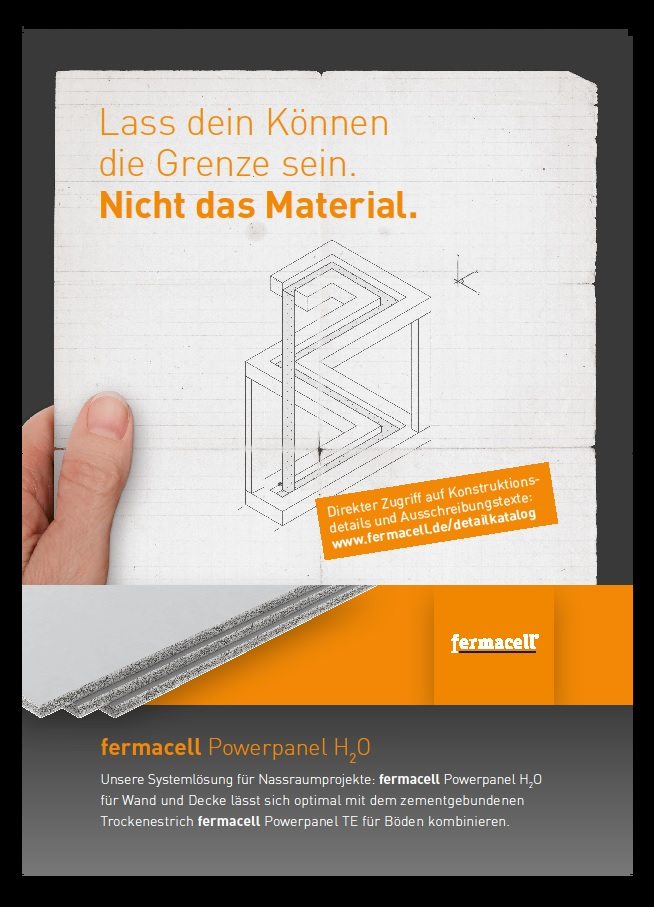 Lass dein Können
die Grenze sein.
Nicht das Material.
Direkter Zugriff auf Konstruktions-
details und Ausschreibungstexte:
www.fermacell.de/detailkatalog
fermacell®
fermacell Powerpanel H₂O
Unsere Systemlösung für Nassraumprojekte: fermacell Powerpanel H₂O
für Wand und Decke lässt sich optimal mit dem zementgebundenen
Trockenestrich fermacell Powerpanel TE für Böden kombinieren.